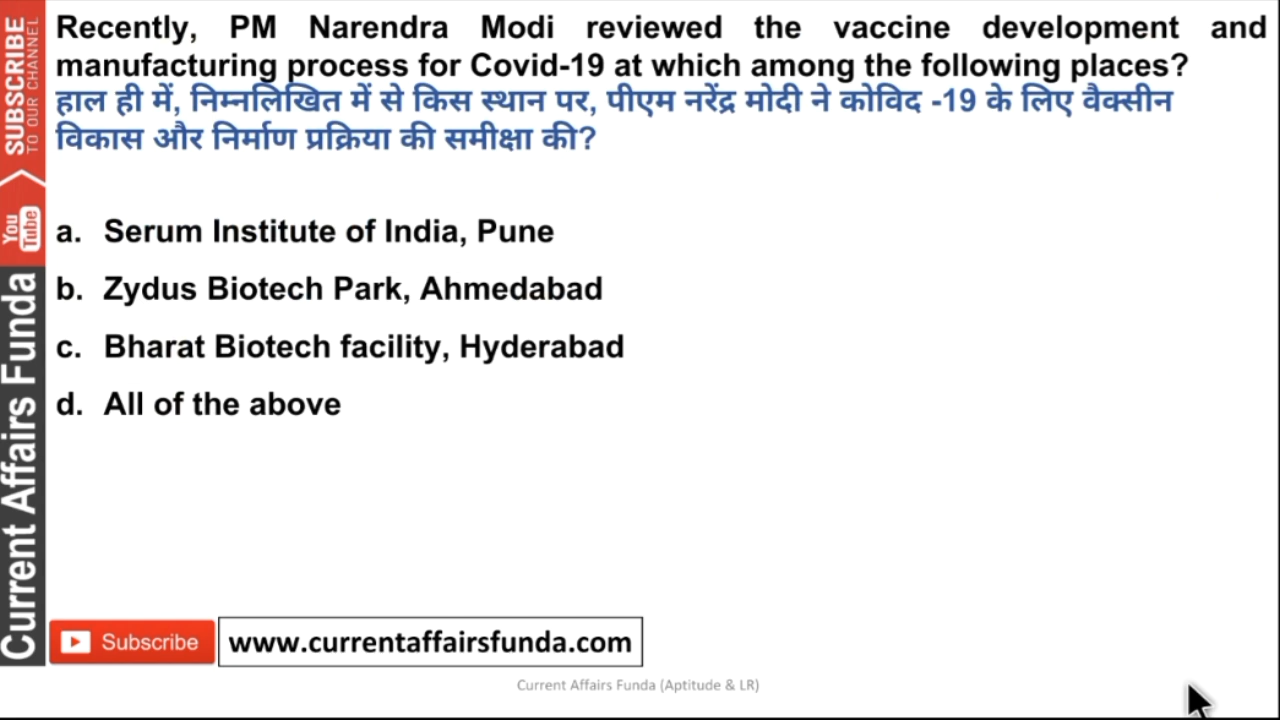 Recently, PM Narendra Modi reviewed the vaccine development and
manufacturing process for Covid-19 at which among the following places?
हाल ही में, निम्नलिखित में से किस स्थान पर, पीएम नरेंद्र मोदी ने कोविद -19 के लिए वैक्सीन
विकास और निर्माण प्रक्रिया की समीक्षा की?
a. Serum Institute of India, Pune
b. Zydus Biotech Park, Ahmedabad
c. Bharat Biotech facility, Hyderabad
d. All of the above
SUBSCRIBE
TO OUR CHANNEL
You
Tube
Current Affairs Funda
Subscribe
www.currentaffairsfunda.com
Current Affairs Funda (Aptitude & LR)